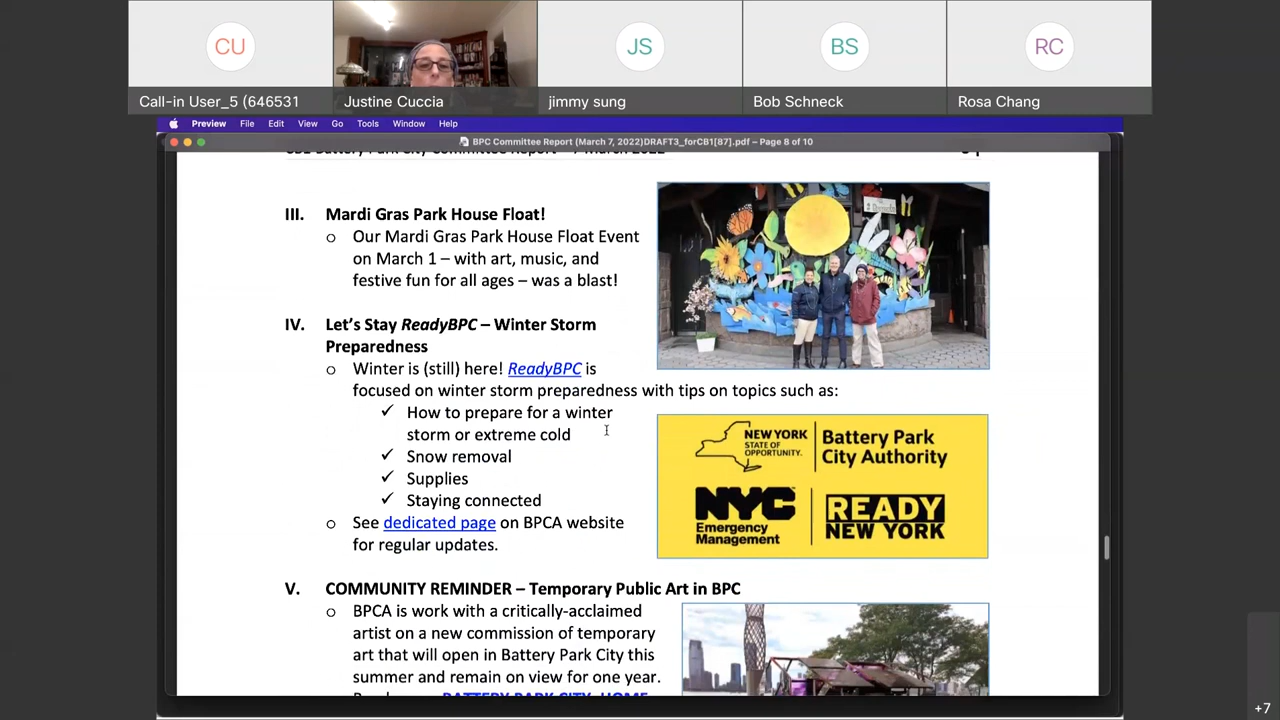 CU
JS
BS
RC
Call-in User_5 (646531
Justine Cuccia
jimmy sung
Bob Schneck
Rosa Chang
Preview File Edit View Go Tools Window Help
BPC Committee Report (March 7, 2022)DRAFT3_forCB1[87].pdf – Page 8 of 10
III. Mardi Gras Park House Float!
o Our Mardi Gras Park House Float Event
on March 1 – with art, music, and
festive fun for all ages – was a blast!
IV. Let’s Stay ReadyBPC – Winter Storm
Preparedness
o Winter is (still) here! ReadyBPC is
focused on winter storm preparedness with tips on topics such as:
✓ How to prepare for a winter
storm or extreme cold
✓ Snow removal
✓ Supplies
✓ Staying connected
o See dedicated page on BPCA website
for regular updates.
NEW YORK
STATE OF
OPPORTUNITY.
Battery Park
City Authority
NYC
Emergency
Management
READY
NEW YORK
V. COMMUNITY REMINDER – Temporary Public Art in BPC
o BPCA is work with a critically-acclaimed
artist on a new commission of temporary
art that will open in Battery Park City this
summer and remain on view for one year.
+7